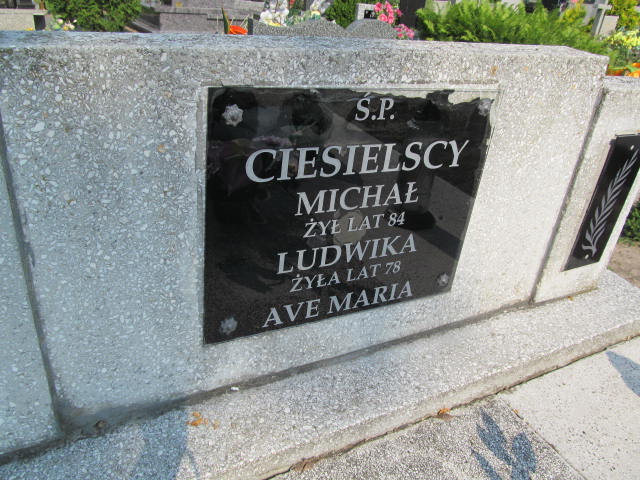 Ś.P.
CIESIELSCY
MICHAŁ
ŻYŁ LAT 84
LUDWIKA
ŻYŁA LAT 78
AVE MARIA